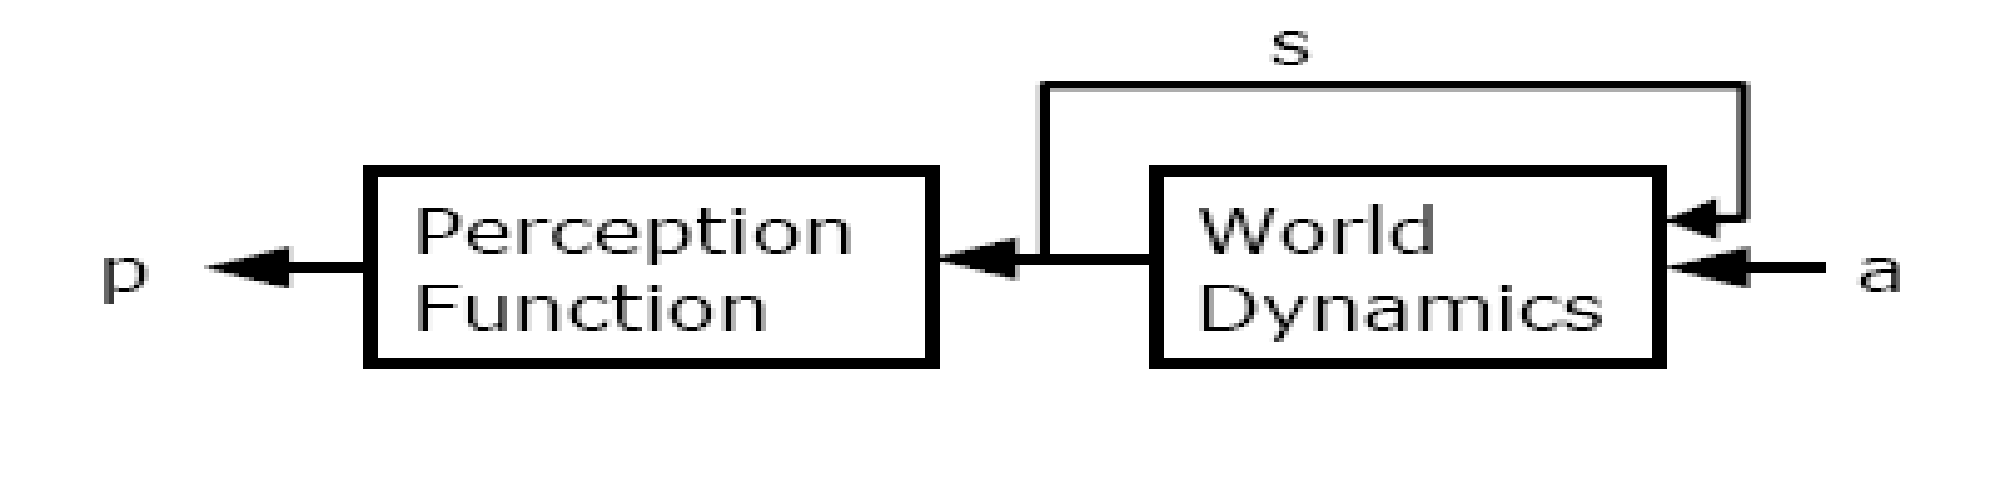 s
p
Perception
Function
World
Dynamics
a